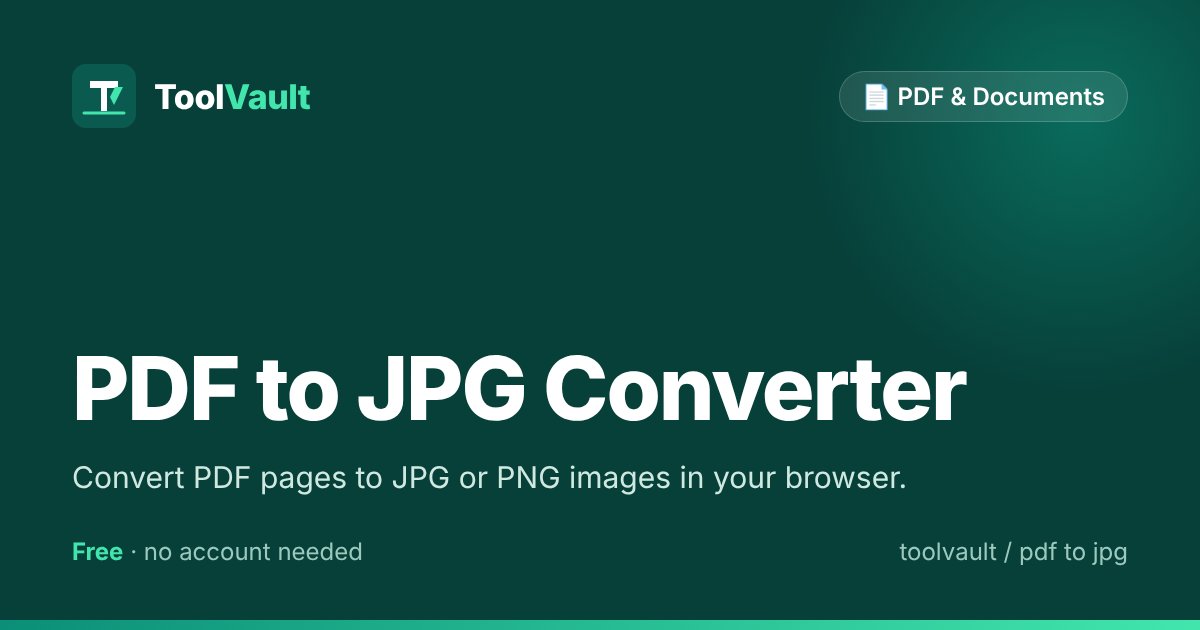 ToolVault
📄 PDF & Documents
PDF to JPG Converter
Convert PDF pages to JPG or PNG images in your browser.
Free · no account needed
toolvault / pdf to jpg